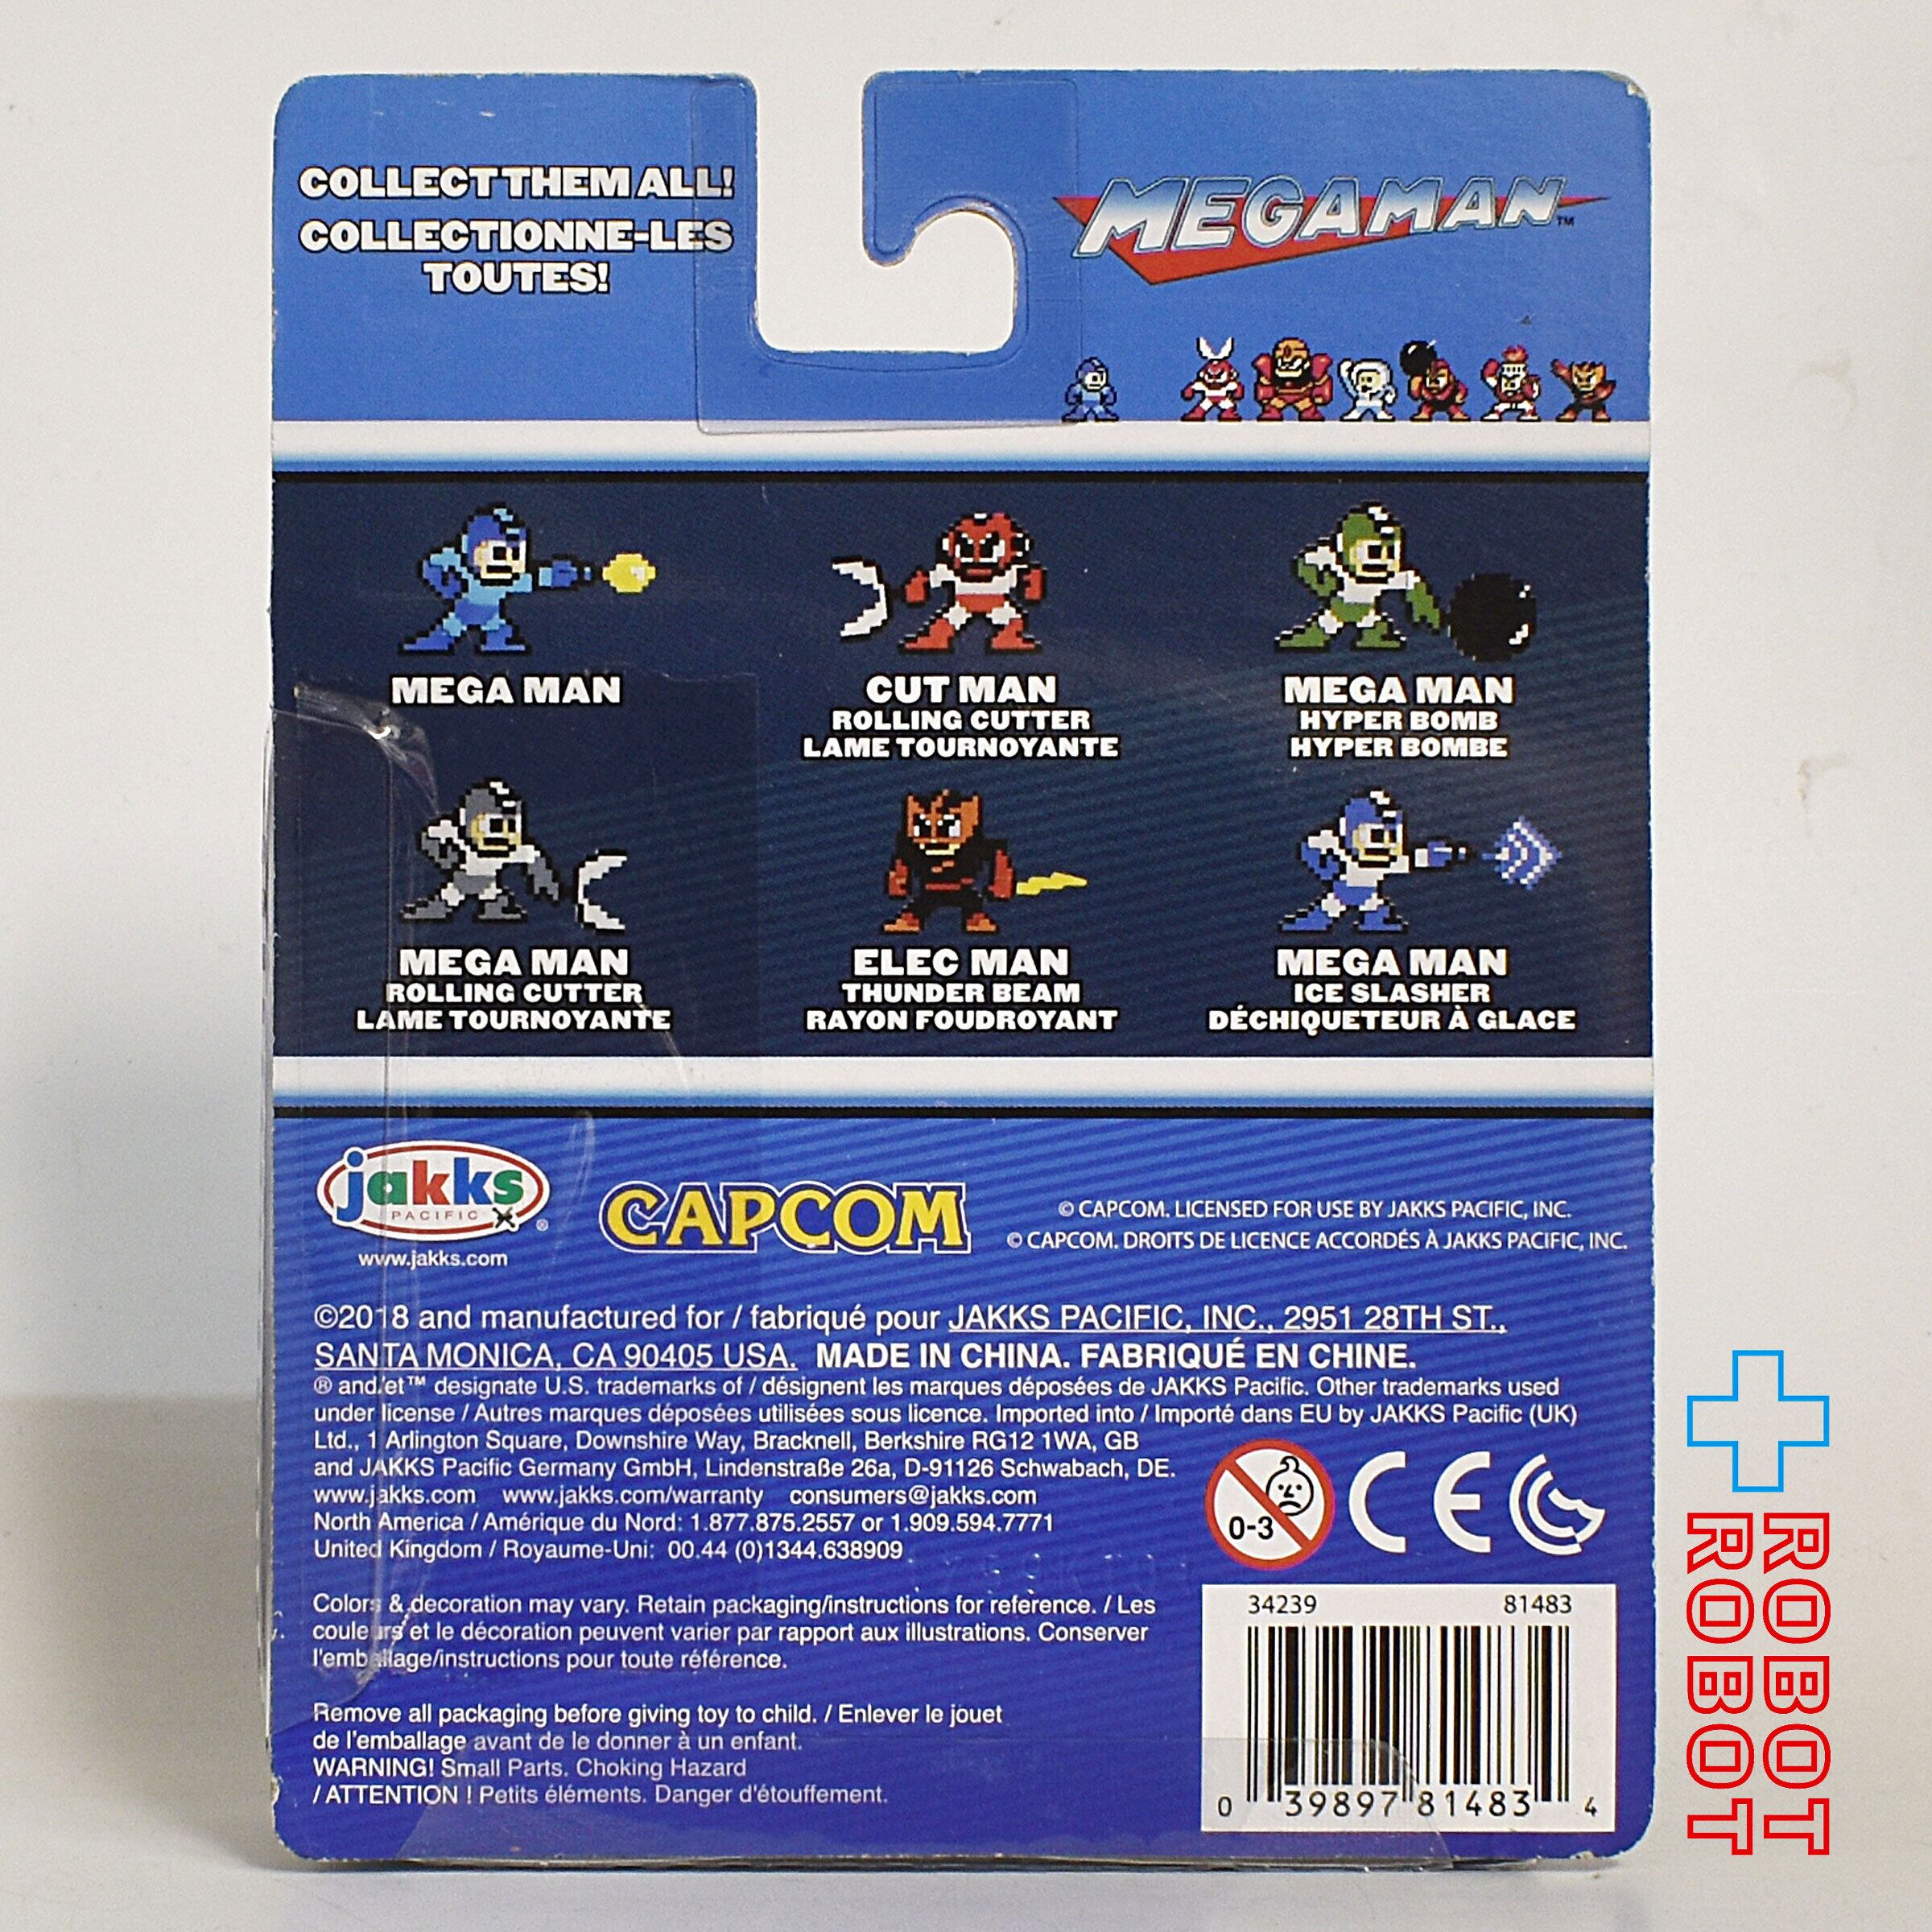 COLLECT THEM ALL!
COLLECTIONNE-LES
TOUTES!
MEGAMAN™
MEGA MAN
CUT MAN
ROLLING CUTTER
LAME TOURNOYANTE
MEGA MAN
HYPER BOMB
HYPER BOMBE
MEGA MAN
ROLLING CUTTER
LAME TOURNOYANTE
ELEC MAN
THUNDER BEAM
RAYON FOUDROYANT
MEGA MAN
ICE SLASHER
DÉCHIQUETEUR À GLACE
jakks
PACIFIC
®
www.jakks.com
CAPCOM
© CAPCOM. LICENSED FOR USE BY JAKKS PACIFIC, INC.
© CAPCOM. DROITS DE LICENCE ACCORDÉS À JAKKS PACIFIC, INC.
©2018 and manufactured for / fabriqué pour JAKKS PACIFIC, INC., 2951 28TH ST.,
SANTA MONICA, CA 90405 USA. MADE IN CHINA. FABRIQUÉ EN CHINE.
® and/et™ designate U.S. trademarks of / désignent les marques déposées de JAKKS Pacific. Other trademarks used
under license / Autres marques déposées utilisées sous licence. Imported into / Importé dans EU by JAKKS Pacific (UK)
Ltd., 1 Arlington Square, Downshire Way, Bracknell, Berkshire RG12 1WA, GB
and JAKKS Pacific Germany GmbH, Lindenstraße 26a, D-91126 Schwabach, DE.
www.jakks.com www.jakks.com/warranty consumers@jakks.com
North America / Amérique du Nord: 1.877.875.2557 or 1.909.594.7771
United Kingdom / Royaume-Uni: 00.44 (0)1344.638909
0-3
CE
Colors & decoration may vary. Retain packaging/instructions for reference. / Les
couleurs et le décoration peuvent varier par rapport aux illustrations. Conserver
l'emballage/instructions pour toute référence.
Remove all packaging before giving toy to child. / Enlever le jouet
de l'emballage avant de le donner à un enfant.
WARNING! Small Parts. Choking Hazard
/ ATTENTION ! Petits éléments. Danger d'étouffement.
34239 81483
0 39897 81483 4
ROBOT
ROBOT